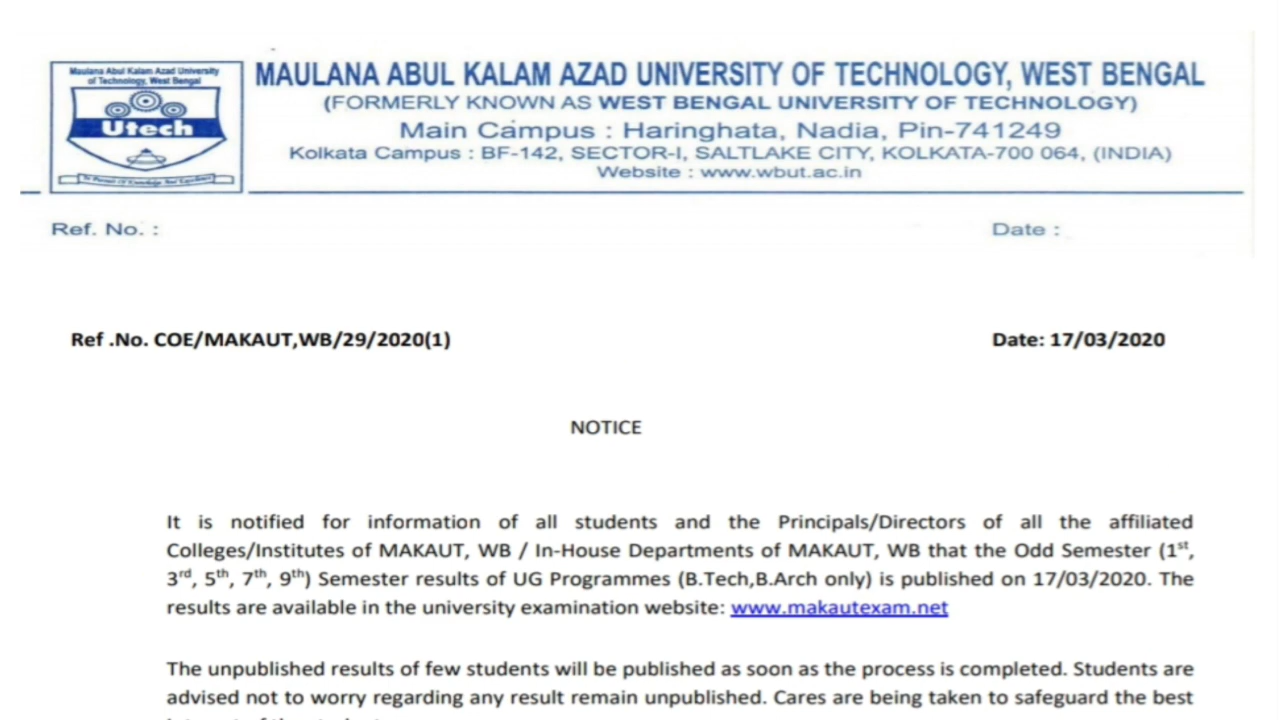 Maulana Abul Kalam Azad University
of Technology, West Bengal
Utech
In Pursuit Of Knowledge And Excellence
MAULANA ABUL KALAM AZAD UNIVERSITY OF TECHNOLOGY, WEST BENGAL
(FORMERLY KNOWN AS WEST BENGAL UNIVERSITY OF TECHNOLOGY)
Main Campus : Haringhata, Nadia, Pin-741249
Kolkata Campus : BF-142, SECTOR-I, SALTLAKE CITY, KOLKATA-700 064, (INDIA)
Website : www.wbut.ac.in
Ref. No. : Date :
Ref .No. COE/MAKAUT,WB/29/2020(1) Date: 17/03/2020
NOTICE
It is notified for information of all students and the Principals/Directors of all the affiliated
Colleges/Institutes of MAKAUT, WB / In-House Departments of MAKAUT, WB that the Odd Semester (1st,
3rd, 5th, 7th, 9th) Semester results of UG Programmes (B.Tech,B.Arch only) is published on 17/03/2020. The
results are available in the university examination website: www.makautexam.net
The unpublished results of few students will be published as soon as the process is completed. Students are
advised not to worry regarding any result remain unpublished. Cares are being taken to safeguard the best